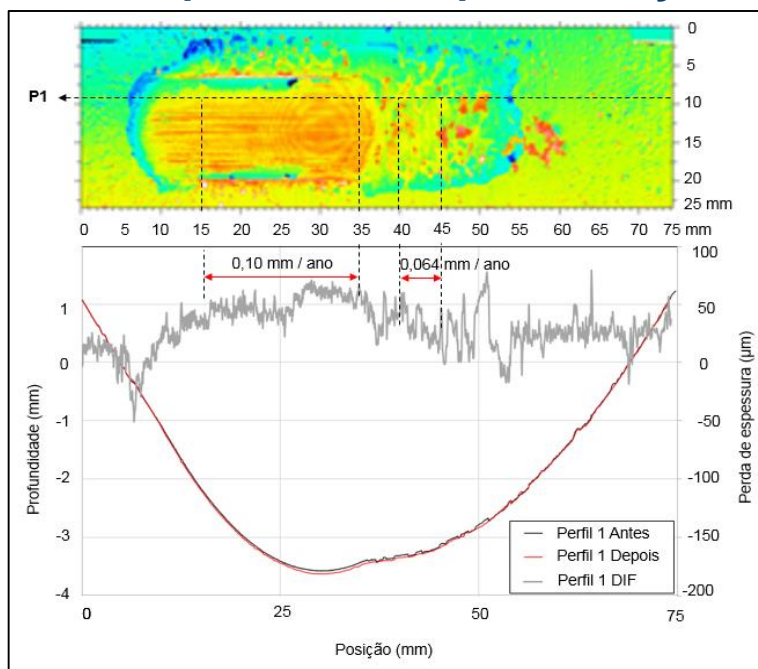 0
5
P1
10
15
20
25 mm
0 5 10 15 20 25 30 35 40 45 50 55 60 65 70 75 mm
0,10 mm / ano 0,064 mm / ano
Profundidade (mm)
1
0
-1
-2
-3
-4
100
50
0
-50
-100
-150
-200
Perda de espessura (µm)
Perfil 1 Antes
Perfil 1 Depois
Perfil 1 DIF
0 25 50 75
Posição (mm)